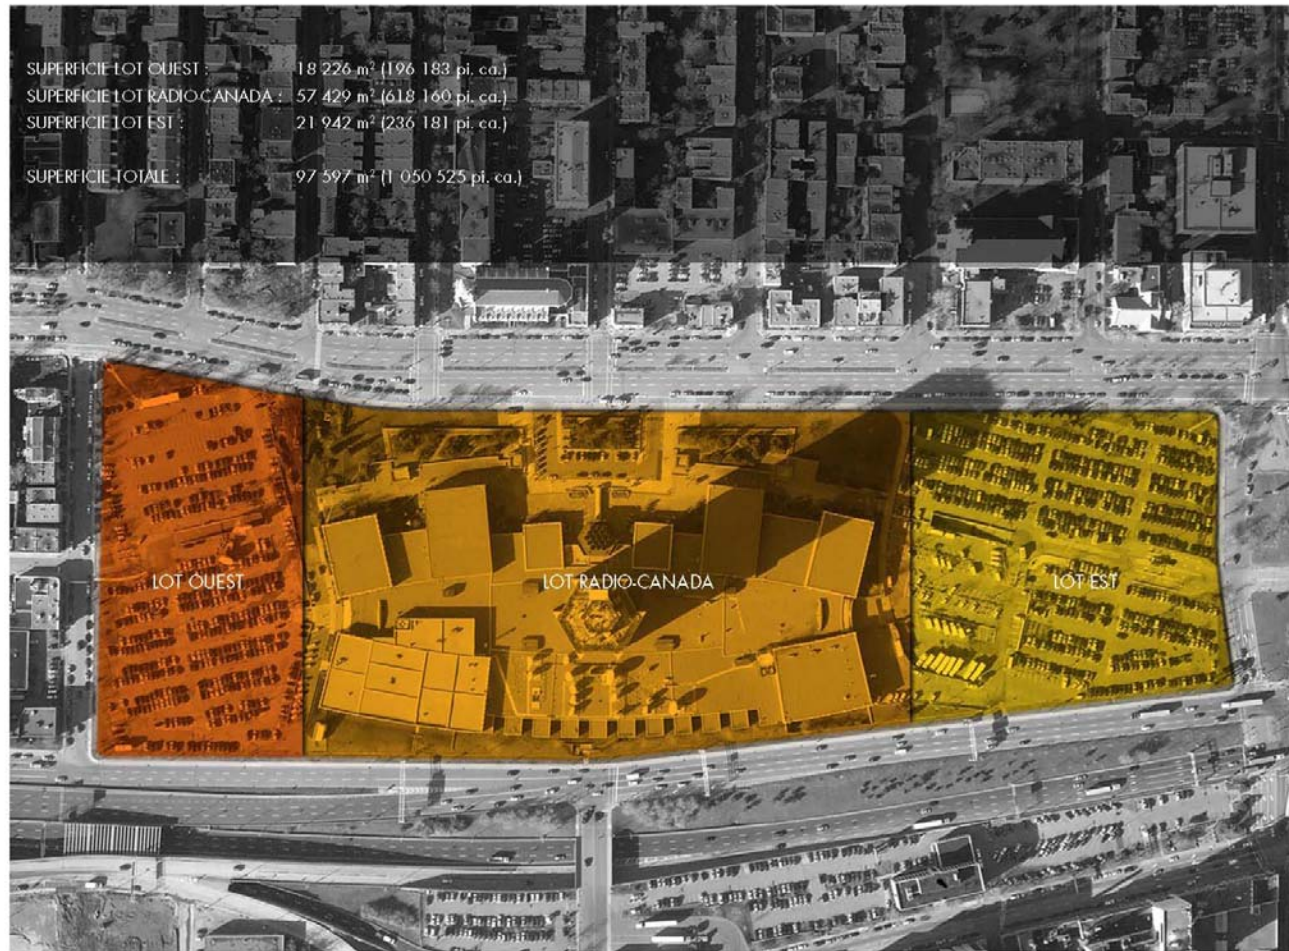 SUPERFICIE LOT OUEST : 18 226 m² (196 183 pi. ca.)
SUPERFICIE LOT RADIO-CANADA : 57 429 m² (618 160 pi. ca.)
SUPERFICIE LOT EST : 21 942 m² (236 181 pi. ca.)
SUPERFICIE TOTALE : 97 597 m² (1 050 525 pi. ca.)
LOT OUEST
LOT RADIO-CANADA
LOT EST